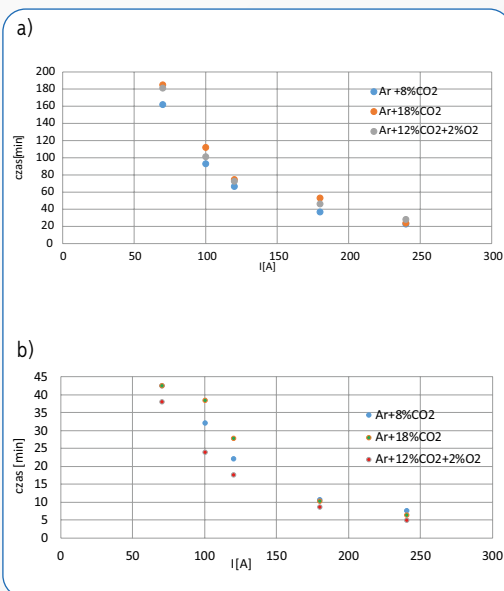 a)
200
180
160
140
120
100
80
60
40
20
0
czas[min]
Ar +8%CO2
Ar+18%CO2
Ar+12%CO2+2%O2
0 50 100 150 200 250 300
I[A]
b)
45
40
35
30
25
20
15
10
5
0
czas [min]
Ar+8%CO2
Ar+18%CO2
Ar+12%CO2+2%O2
0 50 100 150 200 250 300
I[A]